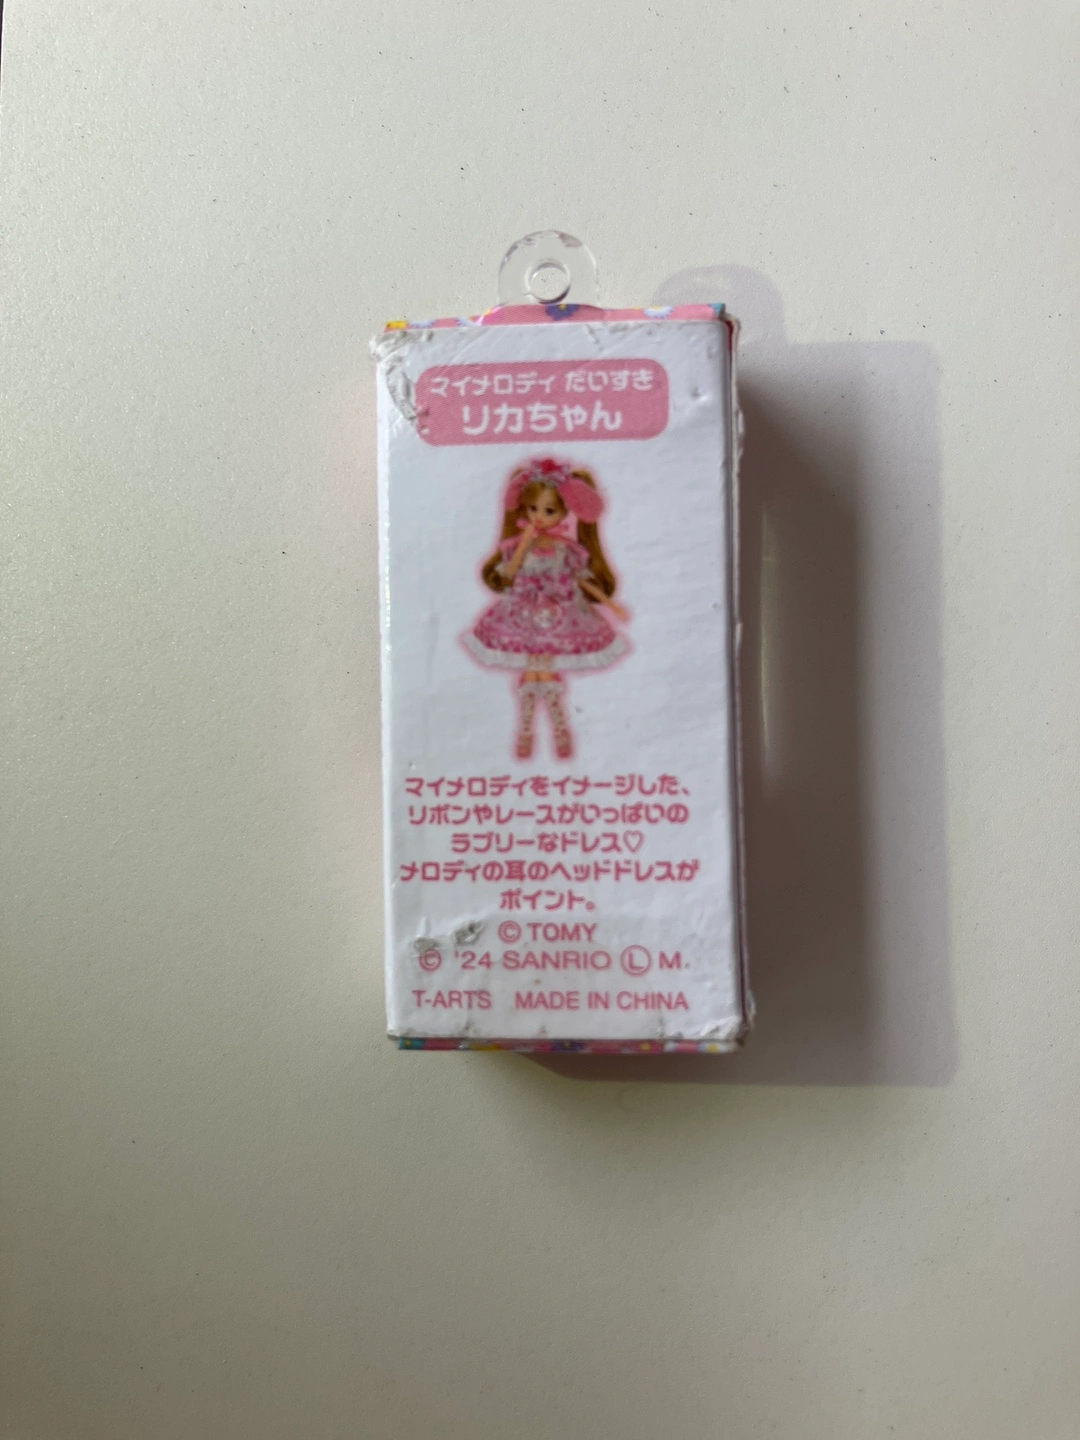 マイメロディ だいすき
リカちゃん
マイメロディをイメージした、
リボンやレースがいっぱいの
ラブリーなドレス♡
メロディの耳のヘッドドレスが
ポイント。
© TOMY
© '24 SANRIO Ⓛ M.
T-ARTS MADE IN CHINA